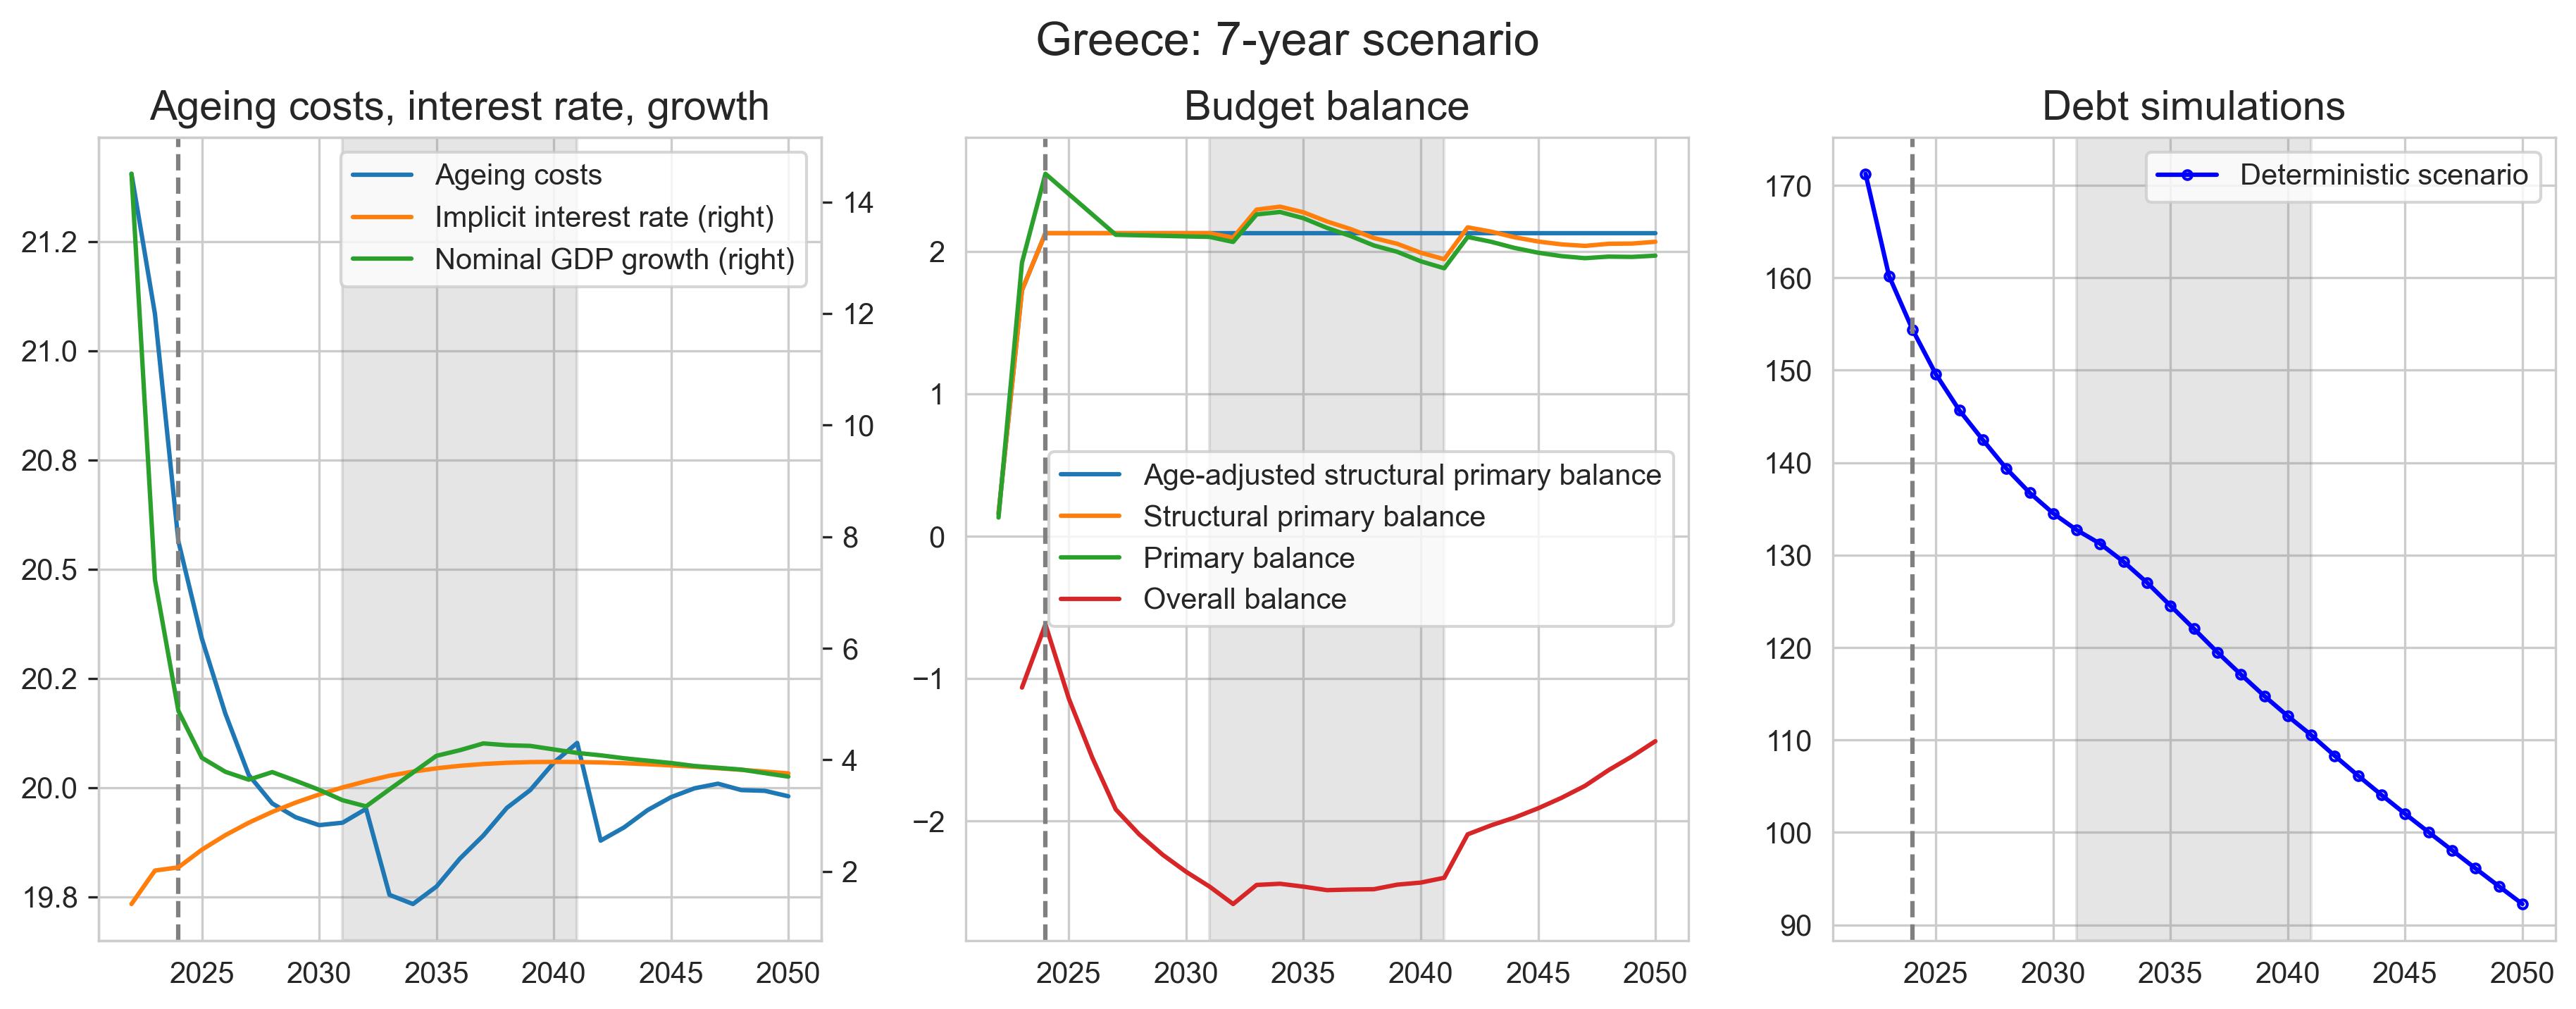 Greece: 7-year scenario
Ageing costs, interest rate, growth
Ageing costs
Implicit interest rate (right)
Nominal GDP growth (right)
21.2
21.0
20.8
20.5
20.2
20.0
19.8
14
12
10
8
6
4
2
2025 2030 2035 2040 2045 2050
Budget balance
2
1
0
−1
−2
Age-adjusted structural primary balance
Structural primary balance
Primary balance
Overall balance
2025 2030 2035 2040 2045 2050
Debt simulations
Deterministic scenario
170
160
150
140
130
120
110
100
90
2025 2030 2035 2040 2045 2050